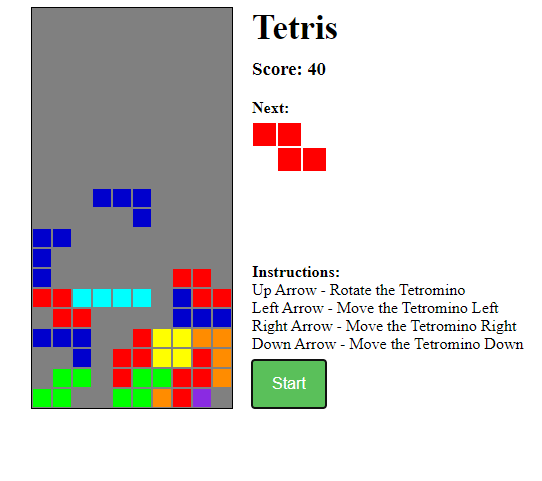 Tetris
Score: 40
Next:
Instructions:
Up Arrow - Rotate the Tetromino
Left Arrow - Move the Tetromino Left
Right Arrow - Move the Tetromino Right
Down Arrow - Move the Tetromino Down
Start